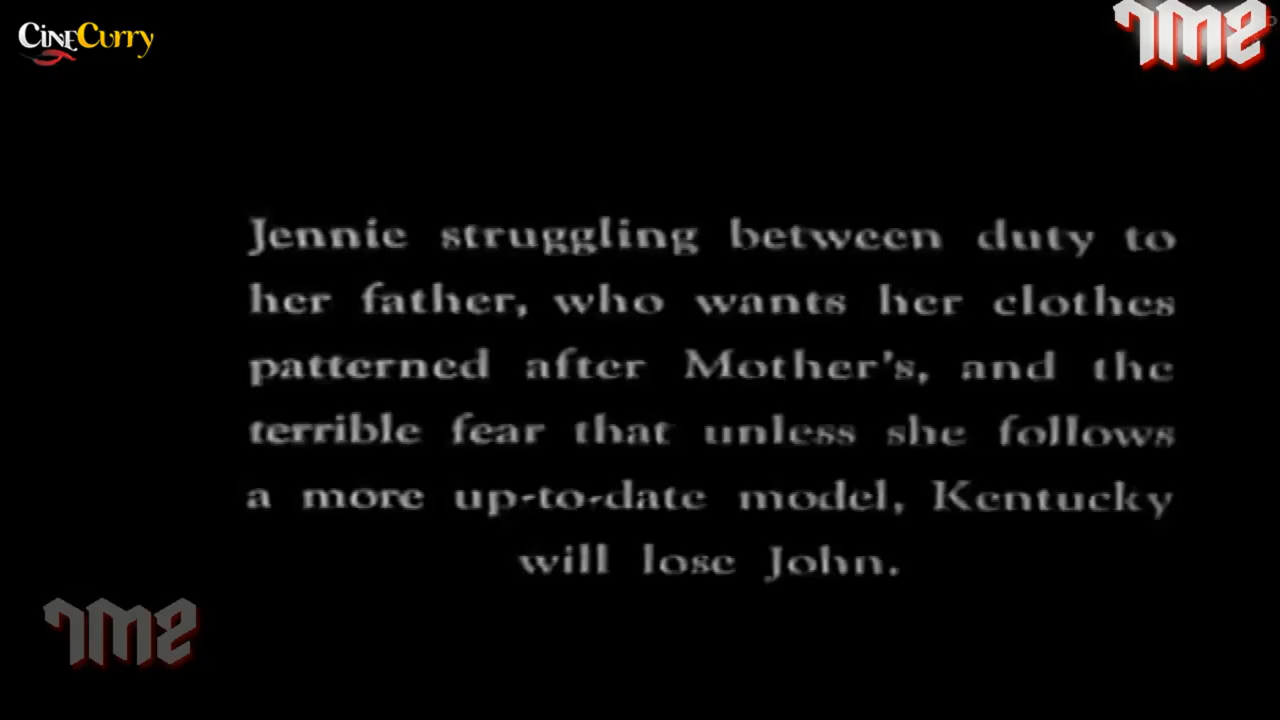 CineCurry
Jennie struggling between duty to
her father, who wants her clothes
patterned after Mother's, and the
terrible fear that unless she follows
a more up-to-date model, Kentucky
will lose John.